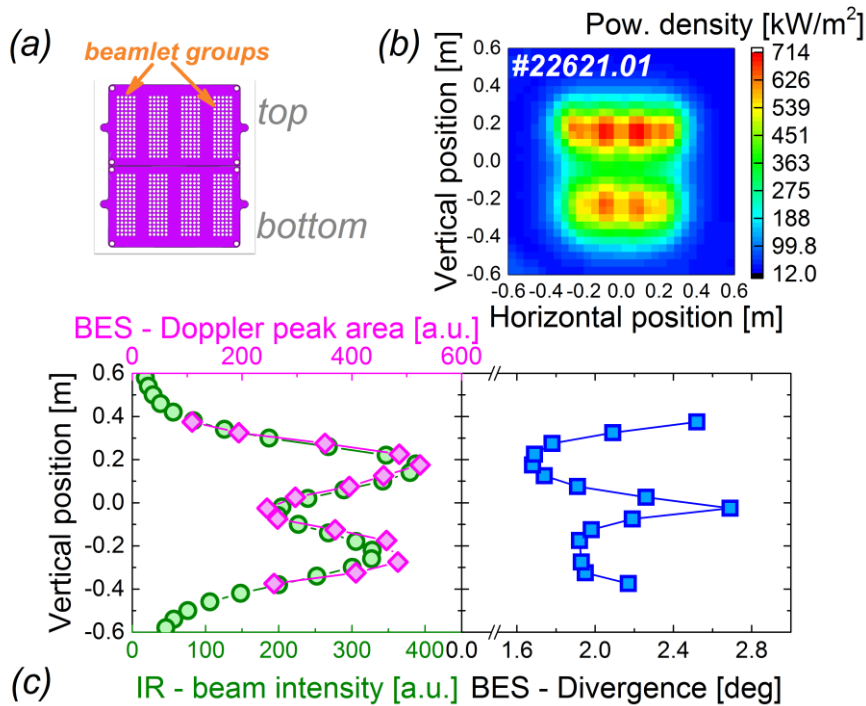 (a)
beamlet groups
top
bottom
(b)
Pow. density [kW/m²]
#22621.01
Vertical position [m]
0.6
0.4
0.2
0.0
-0.2
-0.4
-0.6
-0.6 -0.4 -0.2 0.0 0.2 0.4 0.6
Horizontal position [m]
714
626
539
451
363
275
188
99.8
12.0
BES - Doppler peak area [a.u.]
0 200 400 600
Vertical position [m]
0.6
0.4
0.2
0.0
-0.2
-0.4
-0.6
0 100 200 300 400
IR - beam intensity [a.u.]
0.0 1.6 2.0 2.4 2.8
BES - Divergence [deg]
(c)